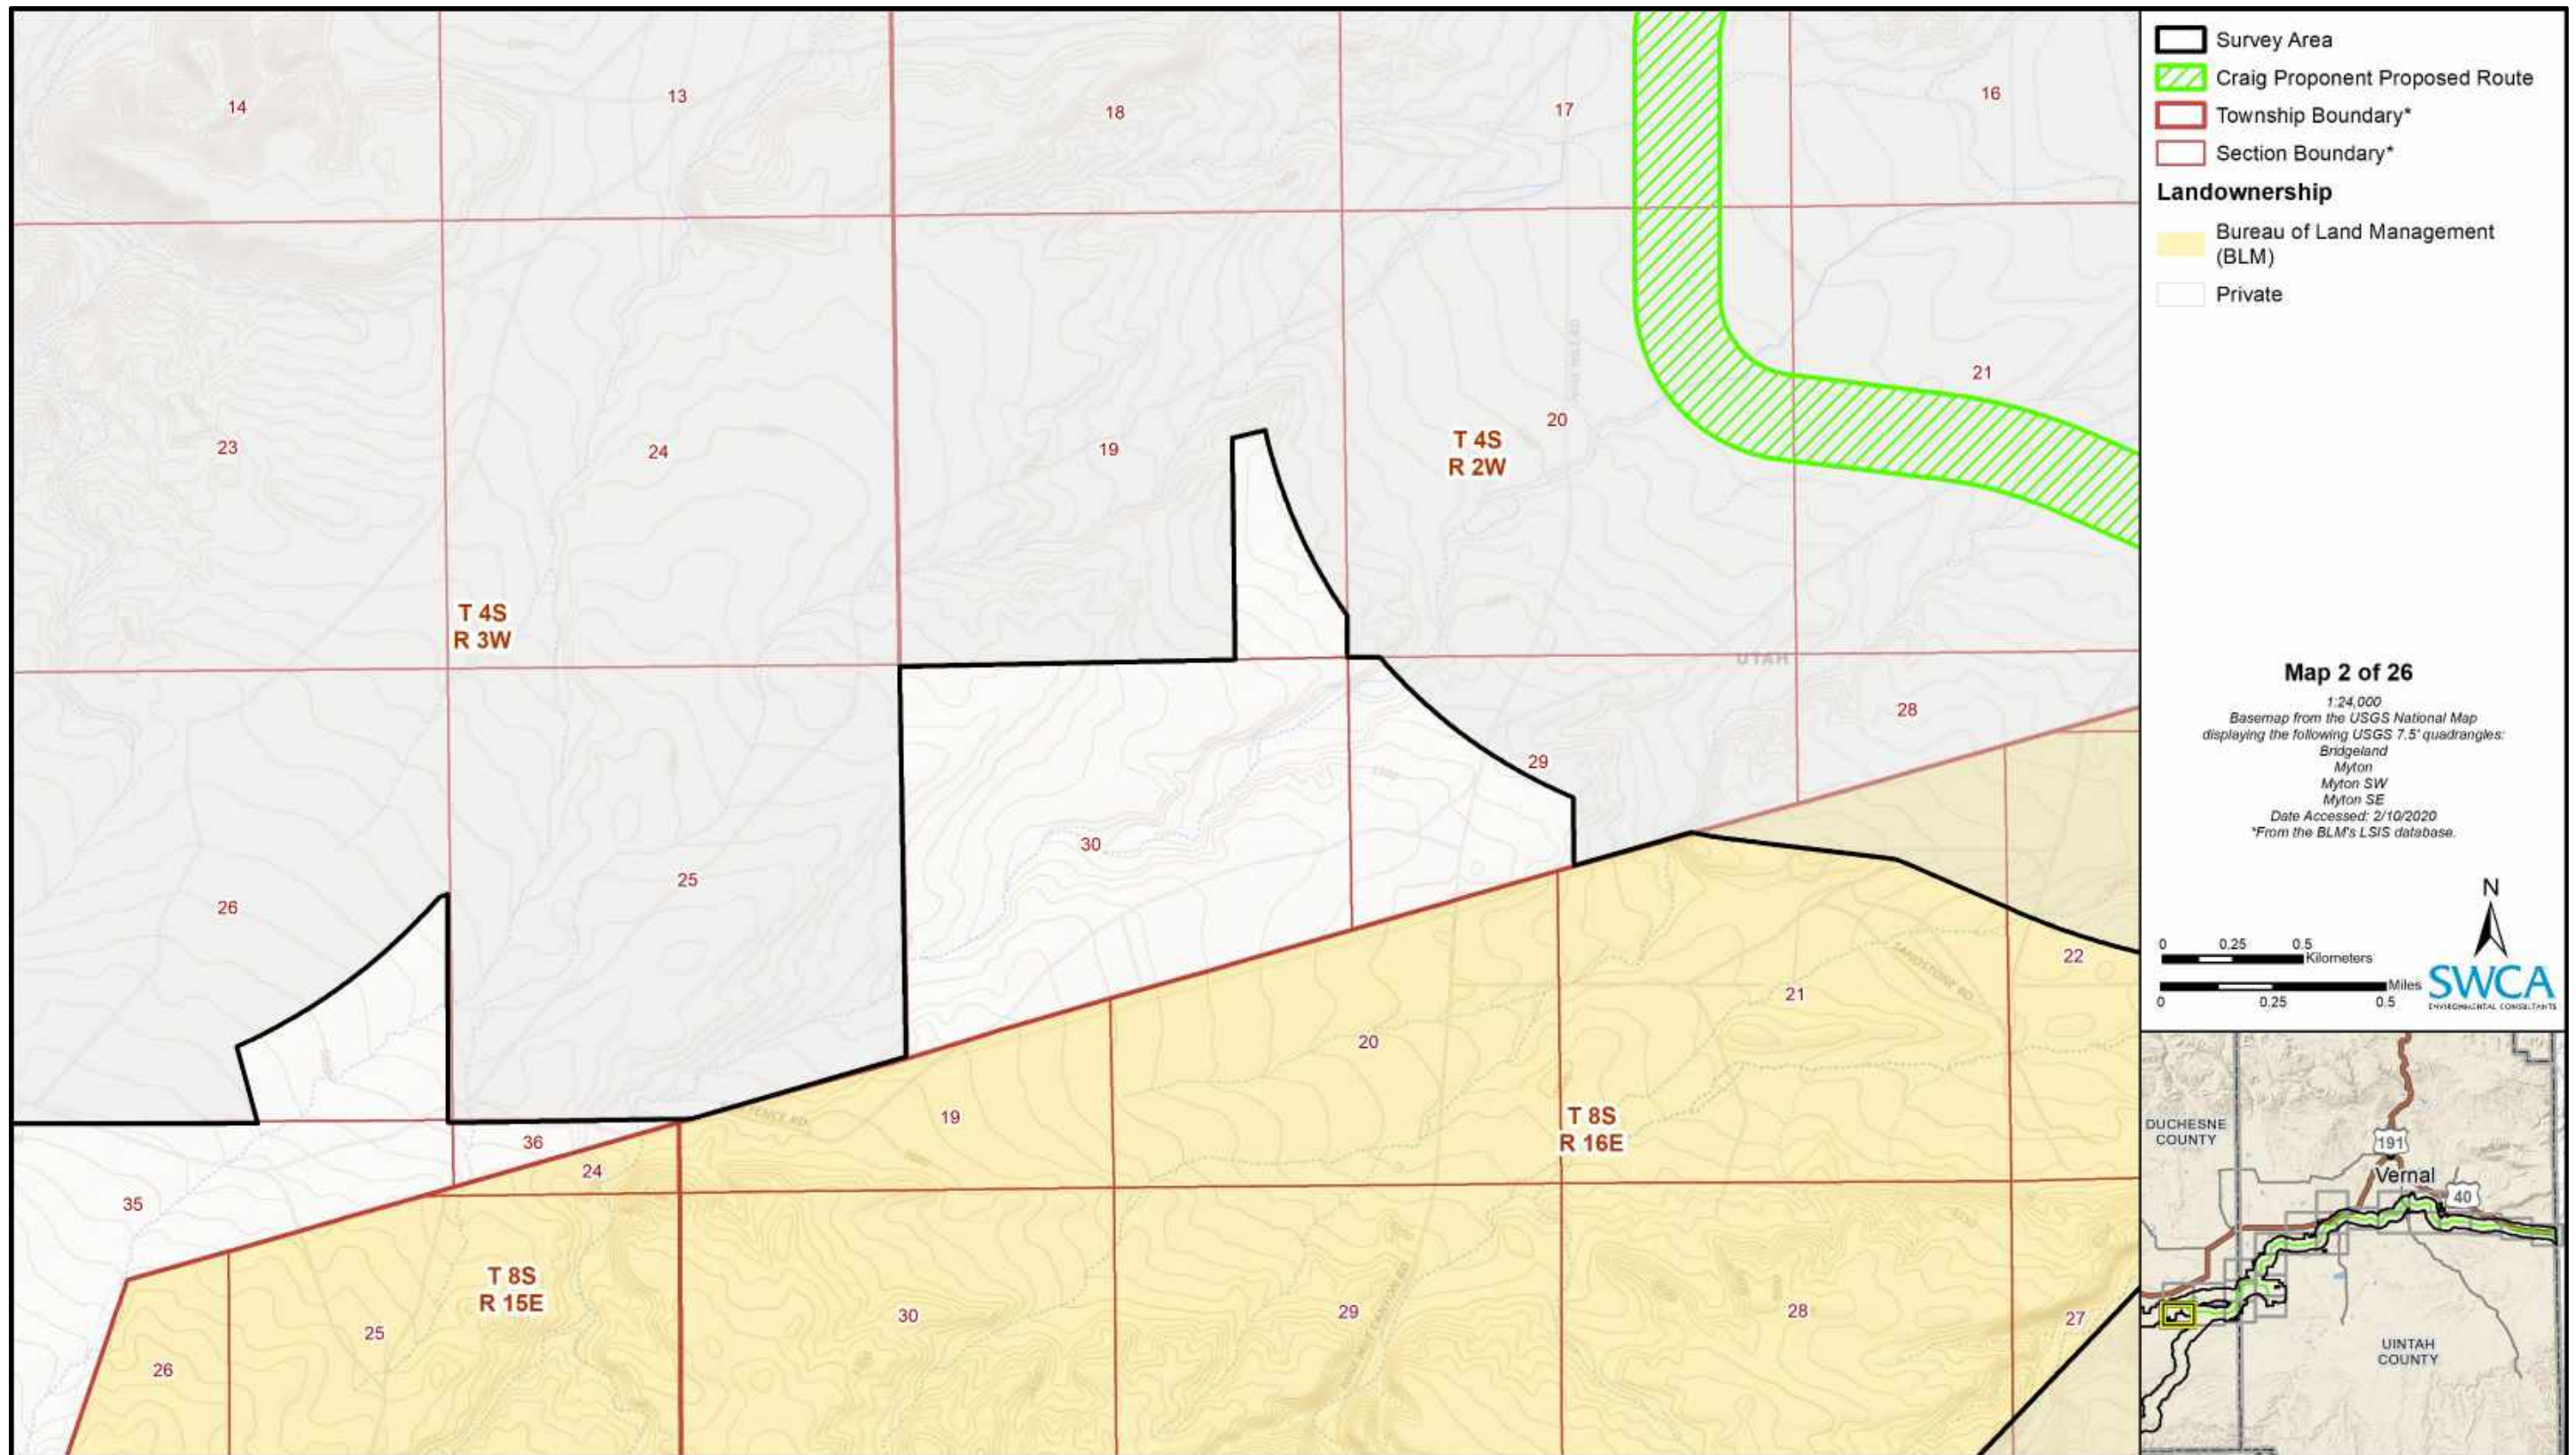 14
13
18
17
16
23
24
19
T 4S
R 2W
20
21
T 4S
R 3W
UTAH
28
29
30
25
26
22
SANDSTONE RD
21
20
19
36
24
35
T 8S
R 16E
T 8S
R 15E
25
26
30
29
28
27
Survey Area
Craig Proponent Proposed Route
Township Boundary*
Section Boundary*
Landownership
Bureau of Land Management
(BLM)
Private
Map 2 of 26
1:24,000
Basemap from the USGS National Map
displaying the following USGS 7.5' quadrangles:
Bridgeland
Myton
Myton SW
Myton SE
Date Accessed: 2/10/2020
*From the BLM's LSIS database.
N
0 0.25 0.5
Kilometers
Miles
0 0.25 0.5
SWCA
ENVIRONMENTAL CONSULTANTS
DUCHESNE
COUNTY
191
Vernal
40
UINTAH
COUNTY